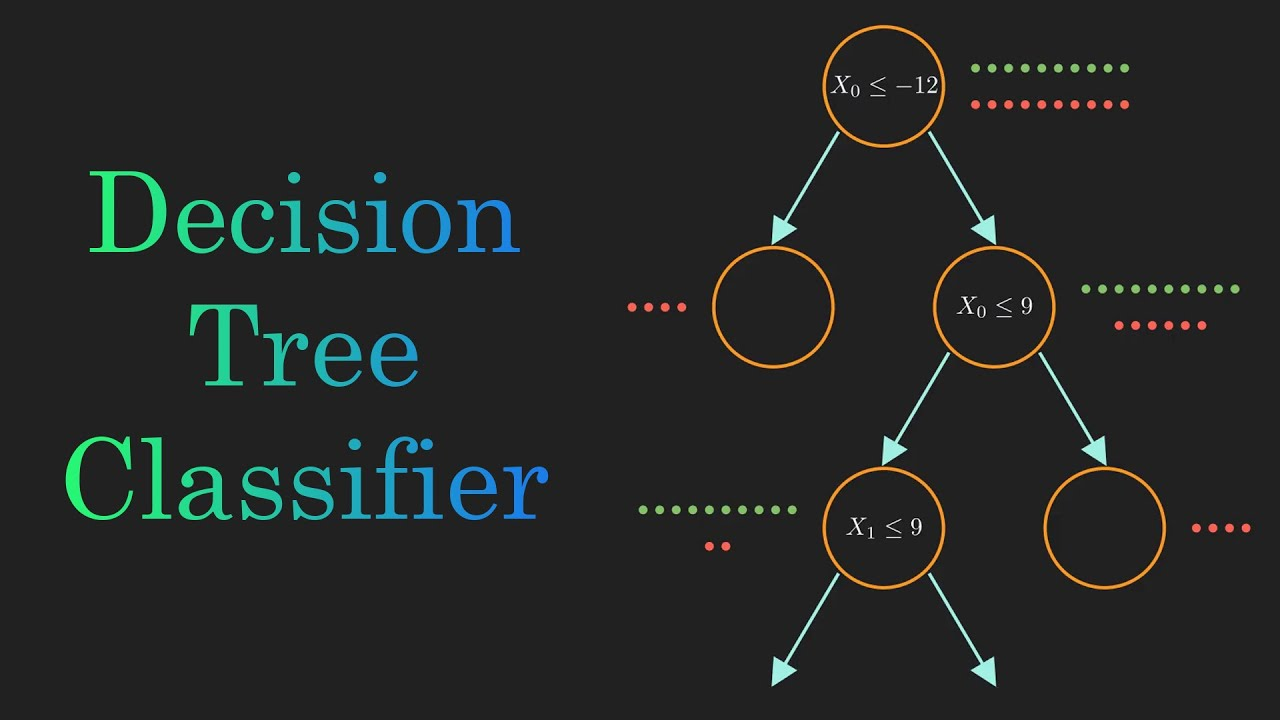 Decision
Tree
Classifier
X₀ ≤ −12
X₀ ≤ 9
X₁ ≤ 9